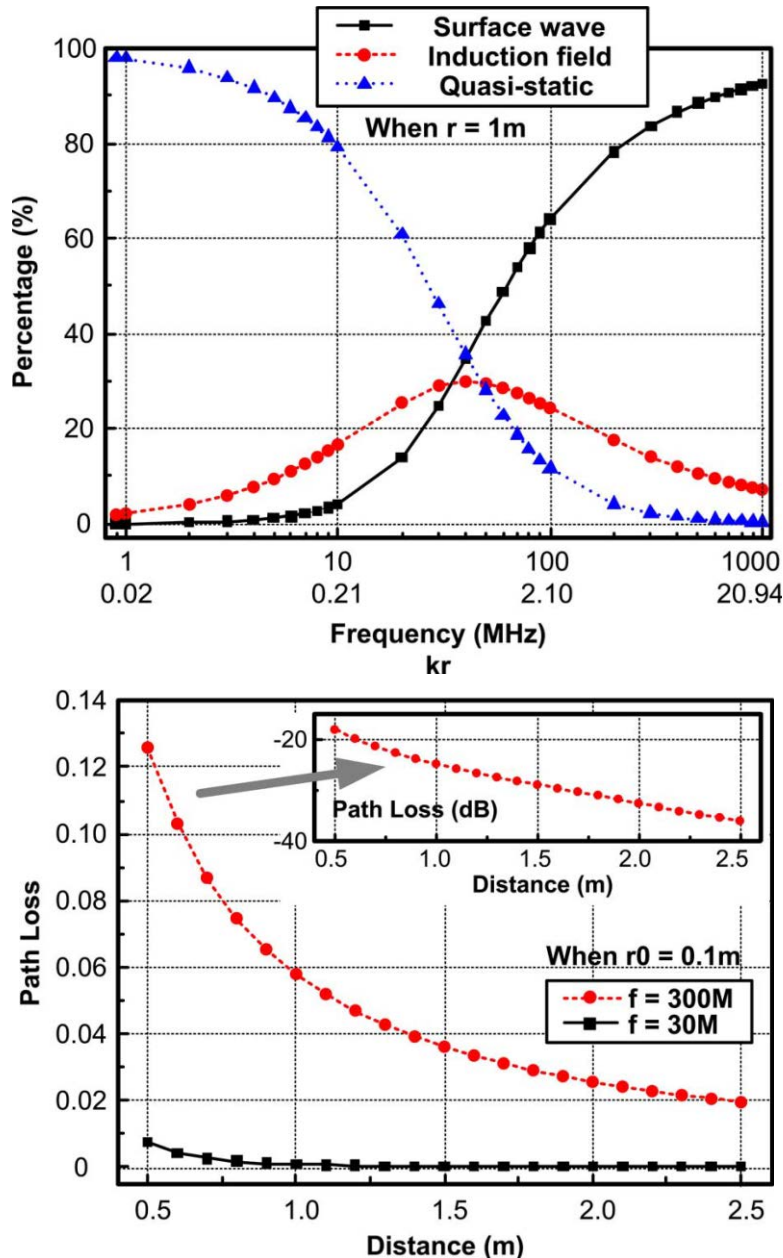 Surface wave
Induction field
Quasi-static
When r = 1m
Percentage (%)
100
80
60
40
20
0
1 10 100 1000
0.02 0.21 2.10 20.94
Frequency (MHz)
kr
Path Loss
0.14
0.12
0.10
0.08
0.06
0.04
0.02
0
-20
-40
Path Loss (dB)
0.5 1.0 1.5 2.0 2.5
Distance (m)
When r0 = 0.1m
f = 300M
f = 30M
0.5 1.0 1.5 2.0 2.5
Distance (m)